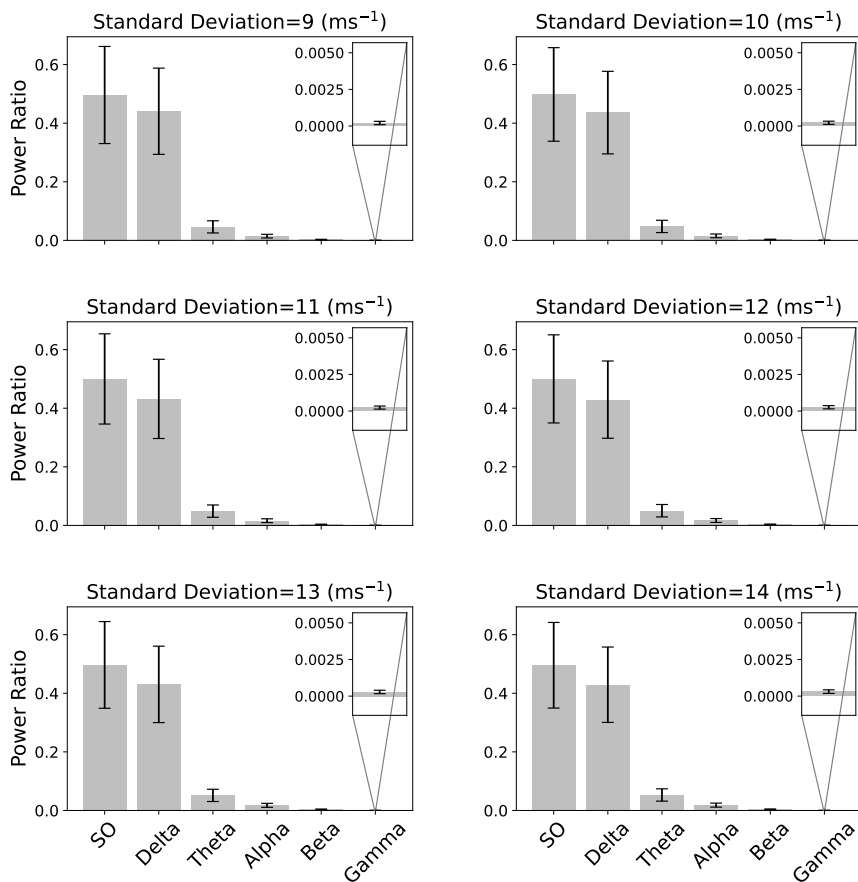 Standard Deviation=9 (ms⁻¹)
Power Ratio
0.6
0.4
0.2
0.0
0.0050
0.0025
0.0000
Standard Deviation=10 (ms⁻¹)
0.6
0.4
0.2
0.0
0.0050
0.0025
0.0000
Standard Deviation=11 (ms⁻¹)
Power Ratio
0.6
0.4
0.2
0.0
0.0050
0.0025
0.0000
Standard Deviation=12 (ms⁻¹)
0.6
0.4
0.2
0.0
0.0050
0.0025
0.0000
Standard Deviation=13 (ms⁻¹)
Power Ratio
0.6
0.4
0.2
0.0
0.0050
0.0025
0.0000
SO
Delta
Theta
Alpha
Beta
Gamma
Standard Deviation=14 (ms⁻¹)
0.6
0.4
0.2
0.0
0.0050
0.0025
0.0000
SO
Delta
Theta
Alpha
Beta
Gamma